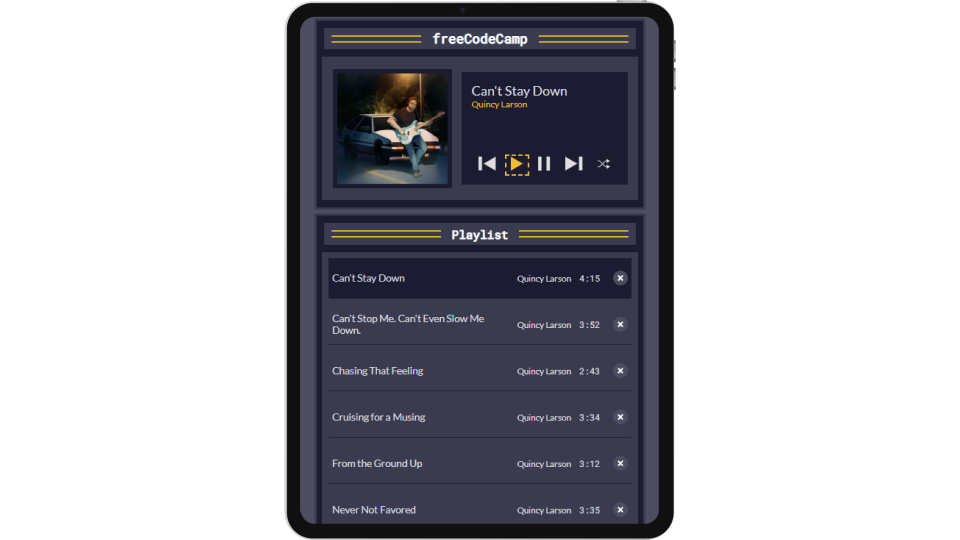 freeCodeCamp
Can't Stay Down
Quincy Larson
Playlist
Can't Stay Down Quincy Larson 4:15
Can't Stop Me. Can't Even Slow Me
Down. Quincy Larson 3:52
Chasing That Feeling Quincy Larson 2:43
Cruising for a Musing Quincy Larson 3:34
From the Ground Up Quincy Larson 3:12
Never Not Favored Quincy Larson 3:35